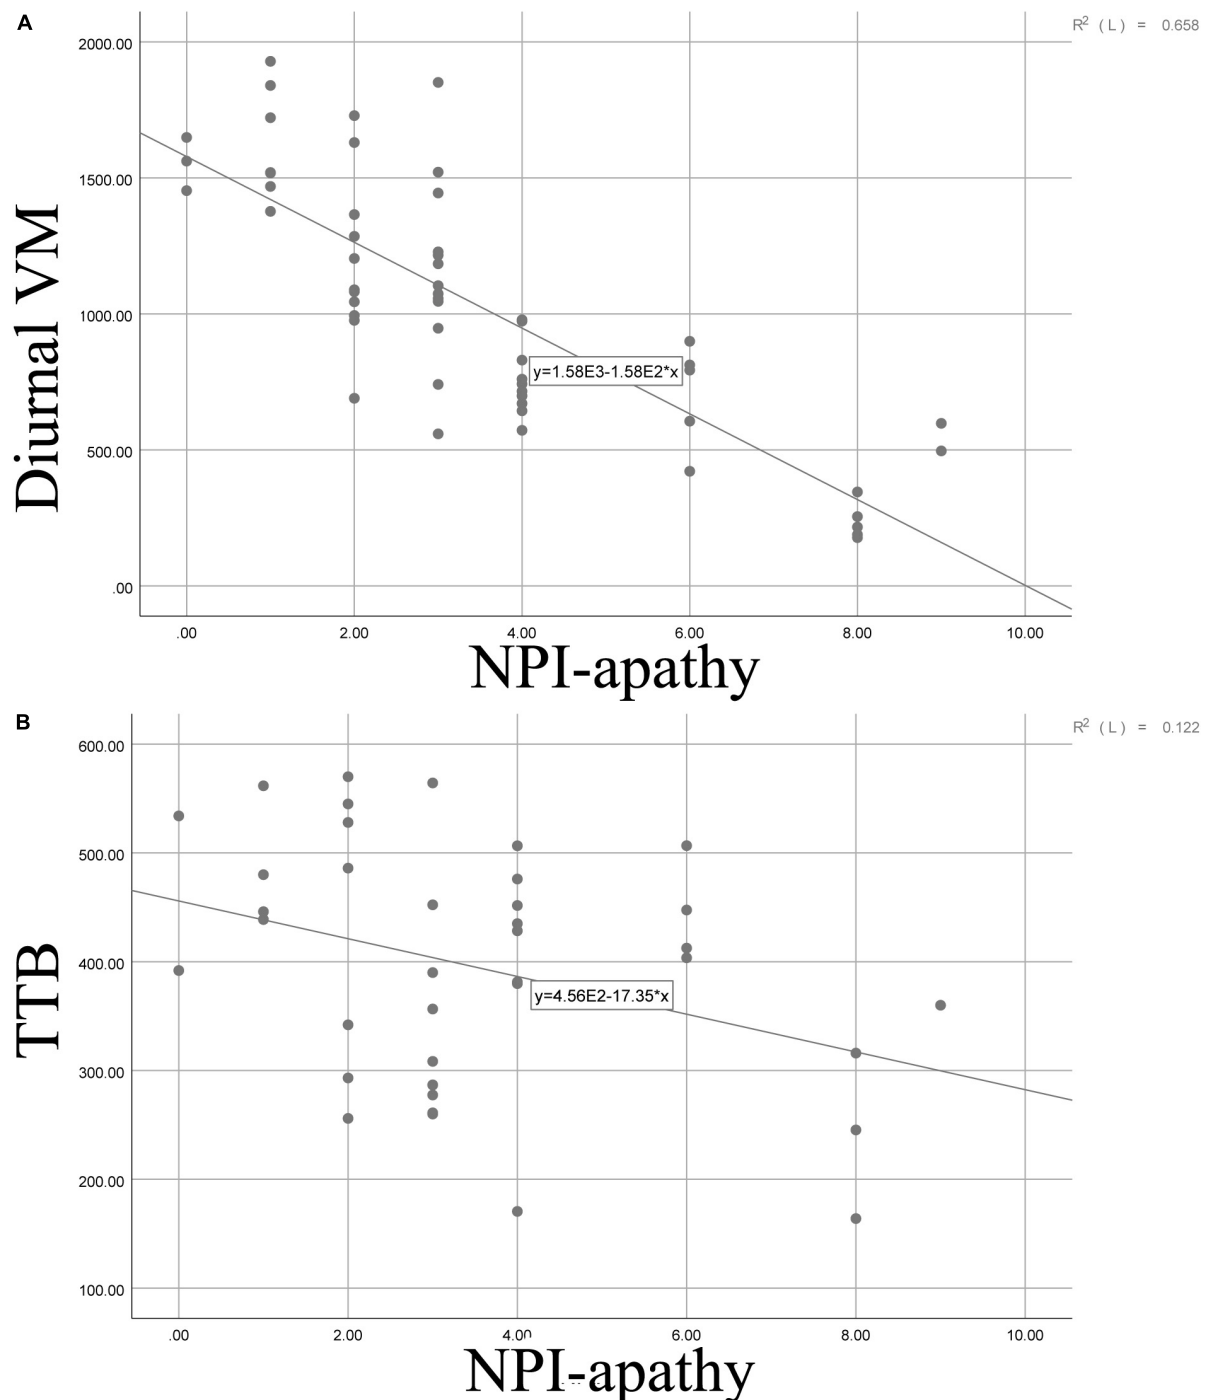 A
R² (L) = 0.658
2000.00
1500.00
1000.00
500.00
.00
Diurnal VM
y=1.58E3-1.58E2*x
.00 2.00 4.00 6.00 8.00 10.00
NPI-apathy
B
R² (L) = 0.122
600.00
500.00
400.00
300.00
200.00
100.00
TTB
y=4.56E2-17.35*x
.00 2.00 4.00 6.00 8.00 10.00
NPI-apathy